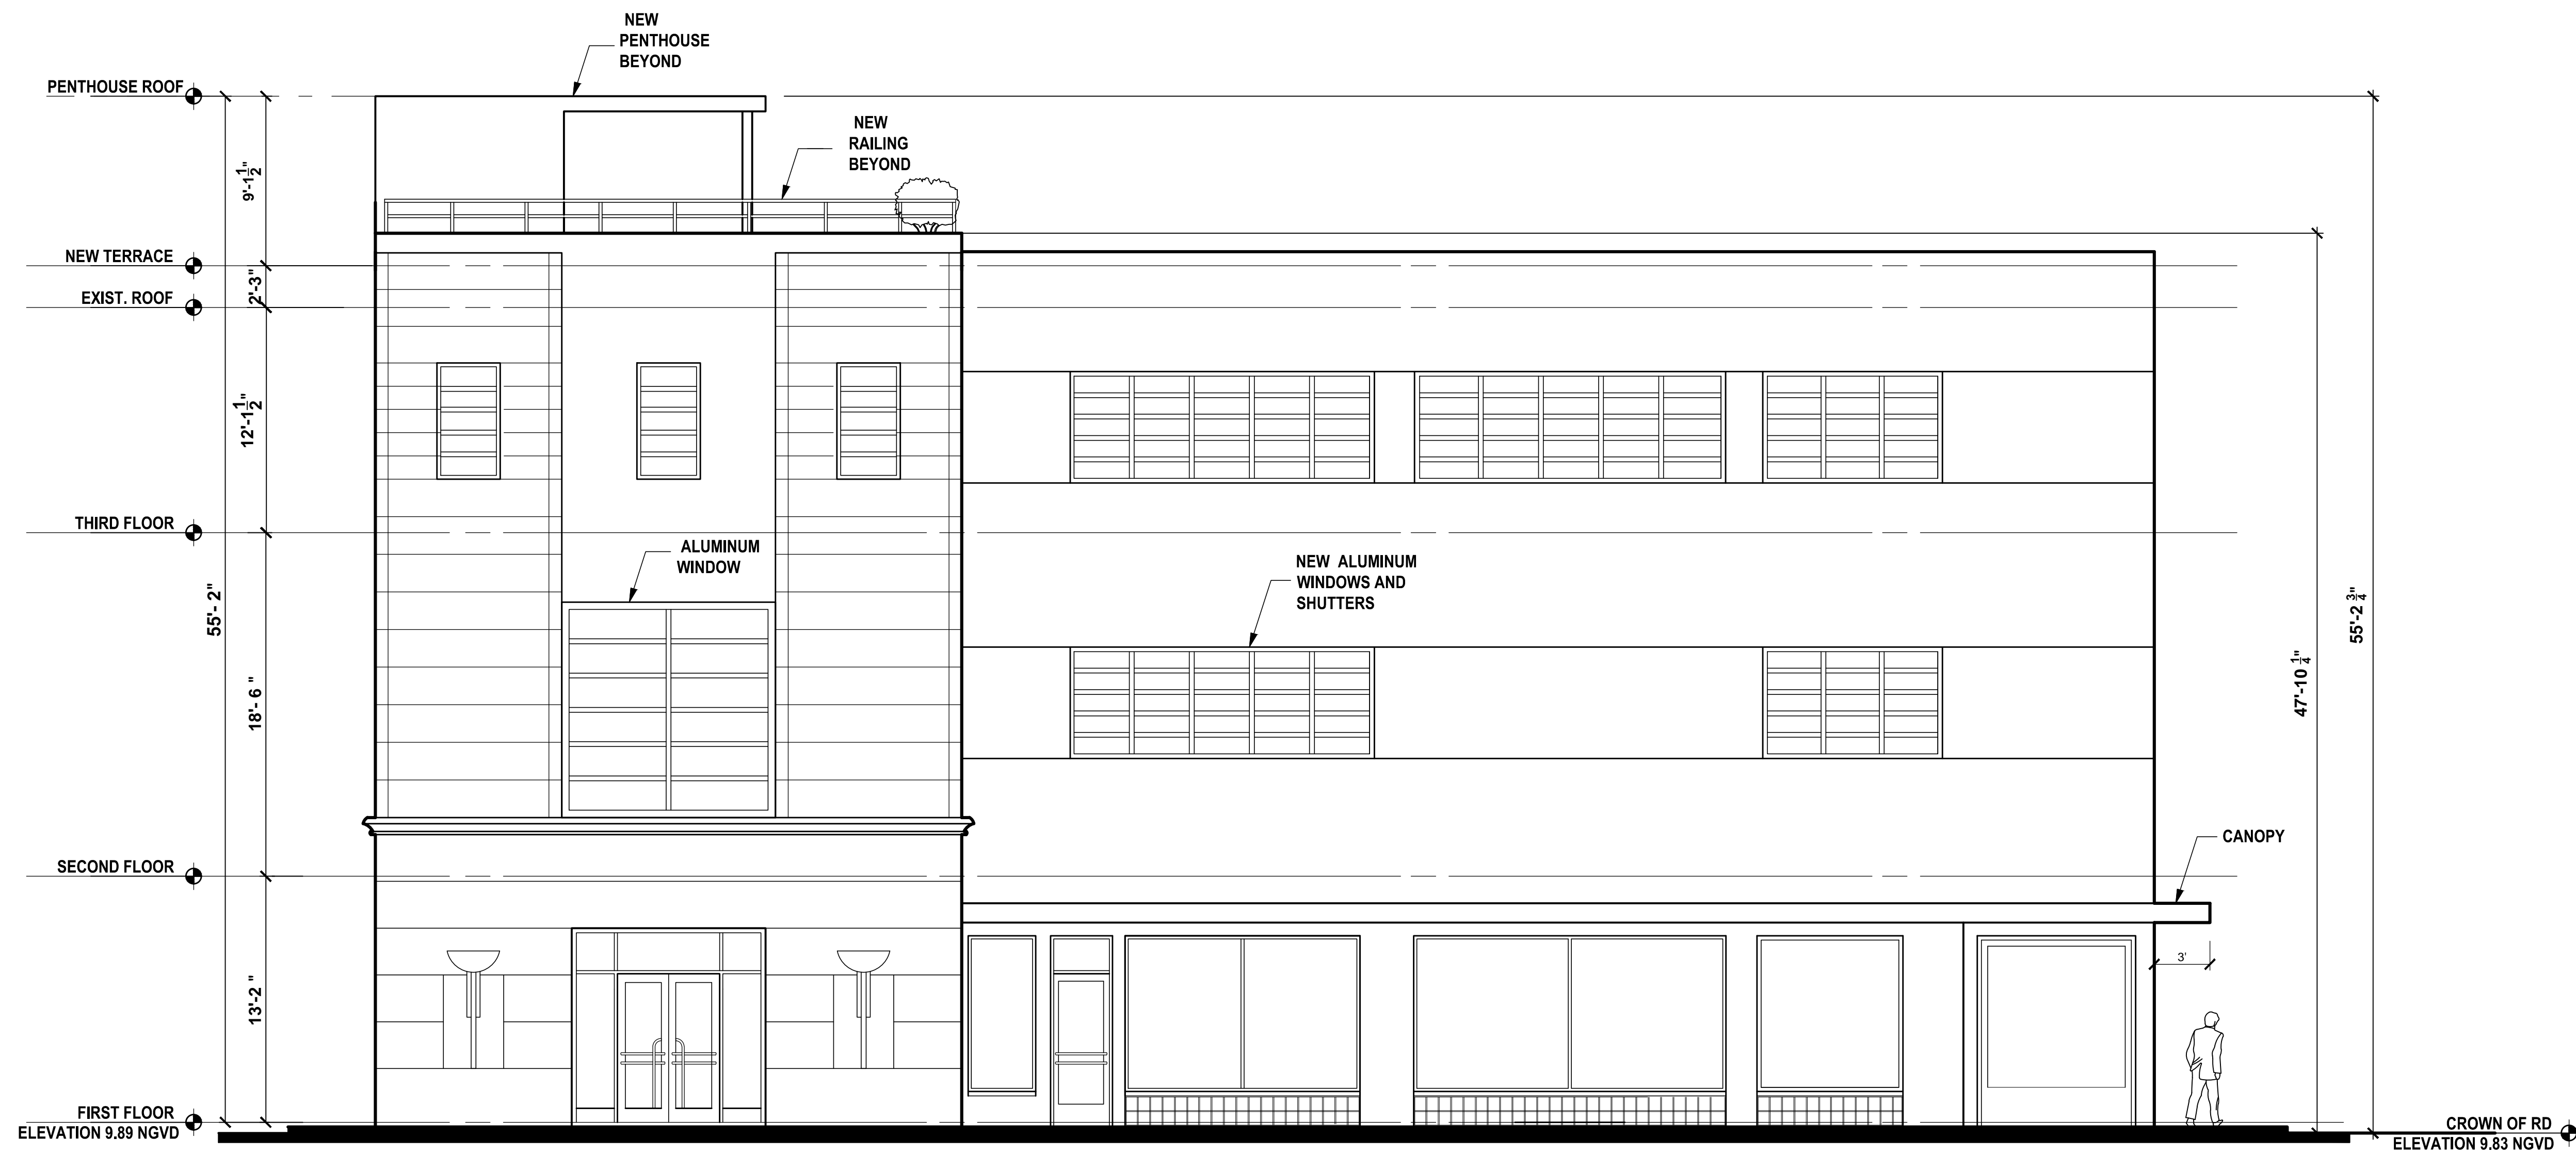 NEW
PENTHOUSE
BEYOND
PENTHOUSE ROOF
NEW
RAILING
BEYOND
9'-1 1/2"
NEW TERRACE
2'-3"
EXIST. ROOF
12'-1 1/2"
THIRD FLOOR
ALUMINUM
WINDOW
NEW ALUMINUM
WINDOWS AND
SHUTTERS
55'- 2"
55'-2 3/4"
18'- 6 "
47'-10 1/4"
CANOPY
SECOND FLOOR
3'
13'-2 "
FIRST FLOOR
ELEVATION 9.89 NGVD
CROWN OF RD
ELEVATION 9.83 NGVD